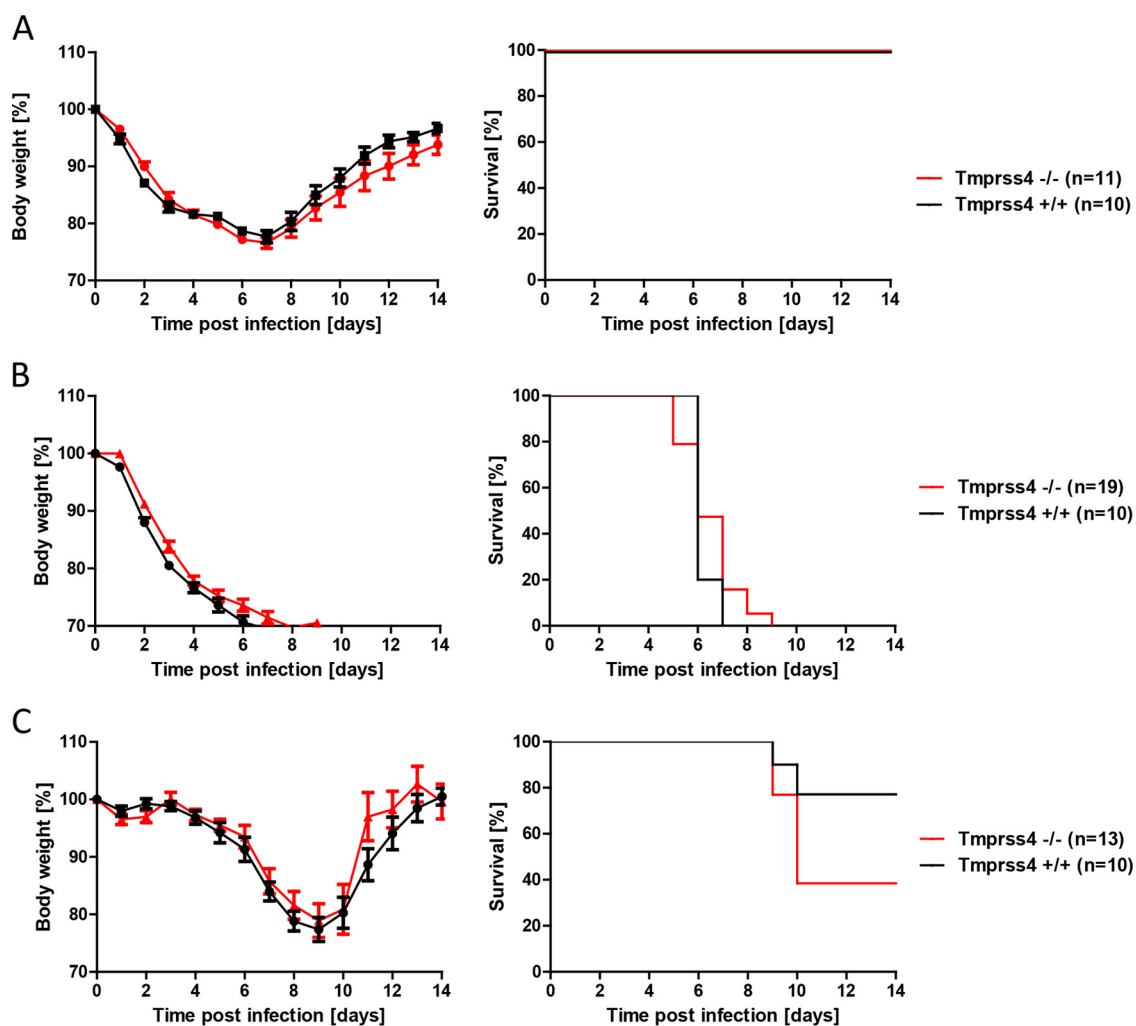 A
110
100
90
80
70
Body weight [%]
0 2 4 6 8 10 12 14
Time post infection [days]
100
80
60
40
20
0
Survival [%]
0 2 4 6 8 10 12 14
Time post infection [days]
Tmprss4 -/- (n=11)
Tmprss4 +/+ (n=10)
B
110
100
90
80
70
Body weight [%]
0 2 4 6 8 10 12 14
Time post infection [days]
100
80
60
40
20
0
Survival [%]
0 2 4 6 8 10 12 14
Time post infection [days]
Tmprss4 -/- (n=19)
Tmprss4 +/+ (n=10)
C
110
100
90
80
70
Body weight [%]
0 2 4 6 8 10 12 14
Time post infection [days]
100
80
60
40
20
0
Survival [%]
0 2 4 6 8 10 12 14
Time post infection [days]
Tmprss4 -/- (n=13)
Tmprss4 +/+ (n=10)